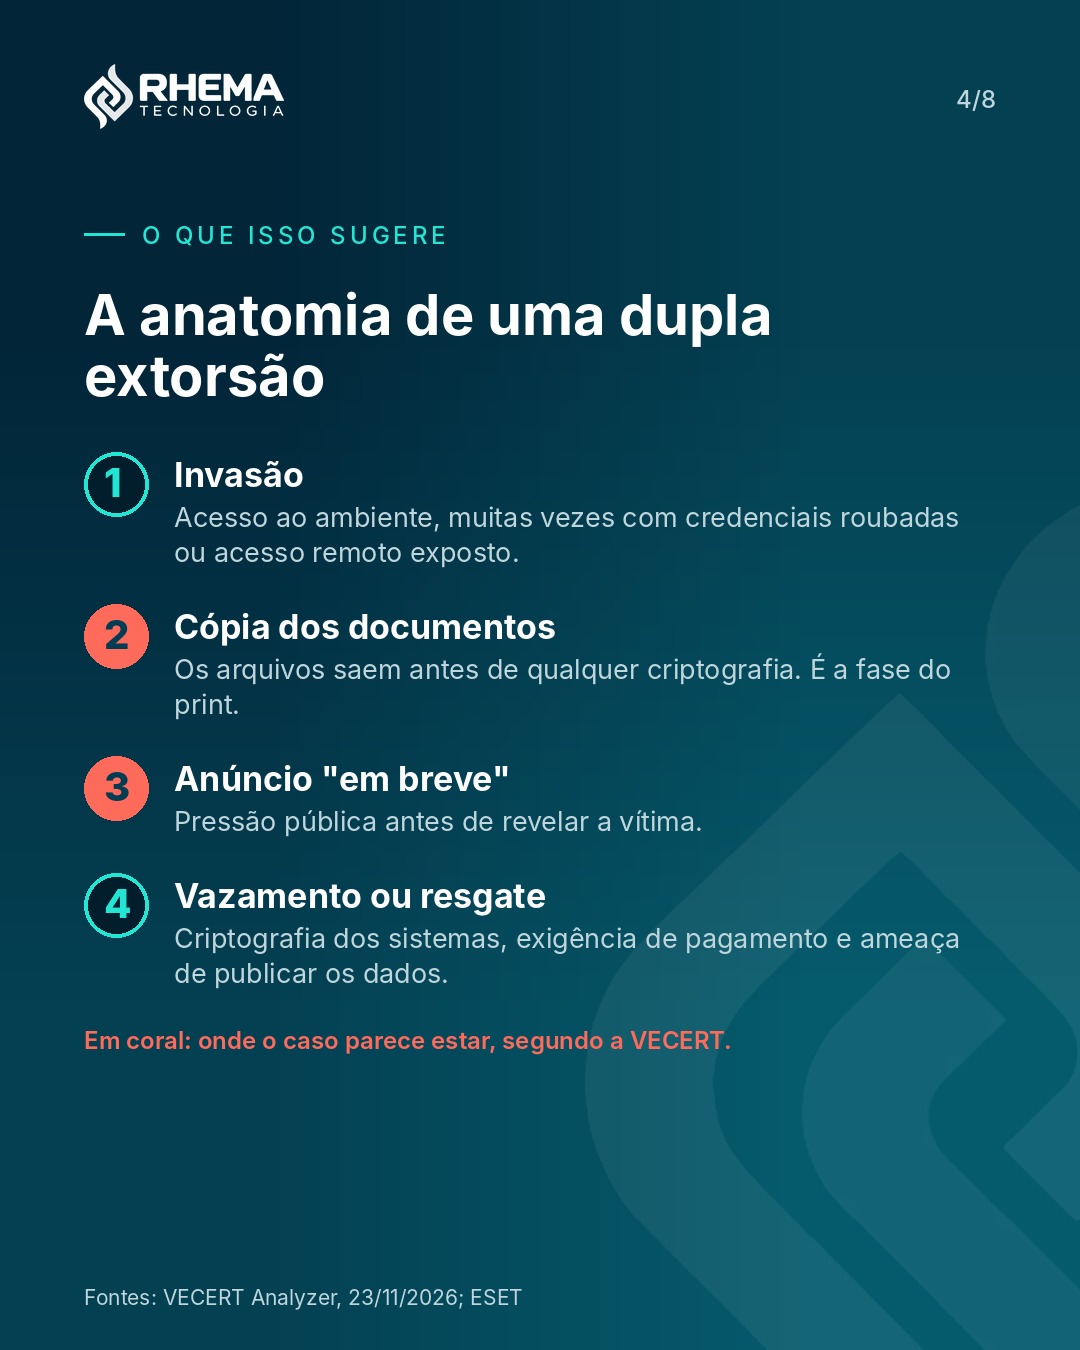 RHEMA
TECNOLOGIA
4/8
O QUE ISSO SUGERE
A anatomia de uma dupla
extorsão
1
Invasão
Acesso ao ambiente, muitas vezes com credenciais roubadas
ou acesso remoto exposto.
2
Cópia dos documentos
Os arquivos saem antes de qualquer criptografia. É a fase do
print.
3
Anúncio "em breve"
Pressão pública antes de revelar a vítima.
4
Vazamento ou resgate
Criptografia dos sistemas, exigência de pagamento e ameaça
de publicar os dados.
Em coral: onde o caso parece estar, segundo a VECERT.
Fontes: VECERT Analyzer, 23/11/2026; ESET